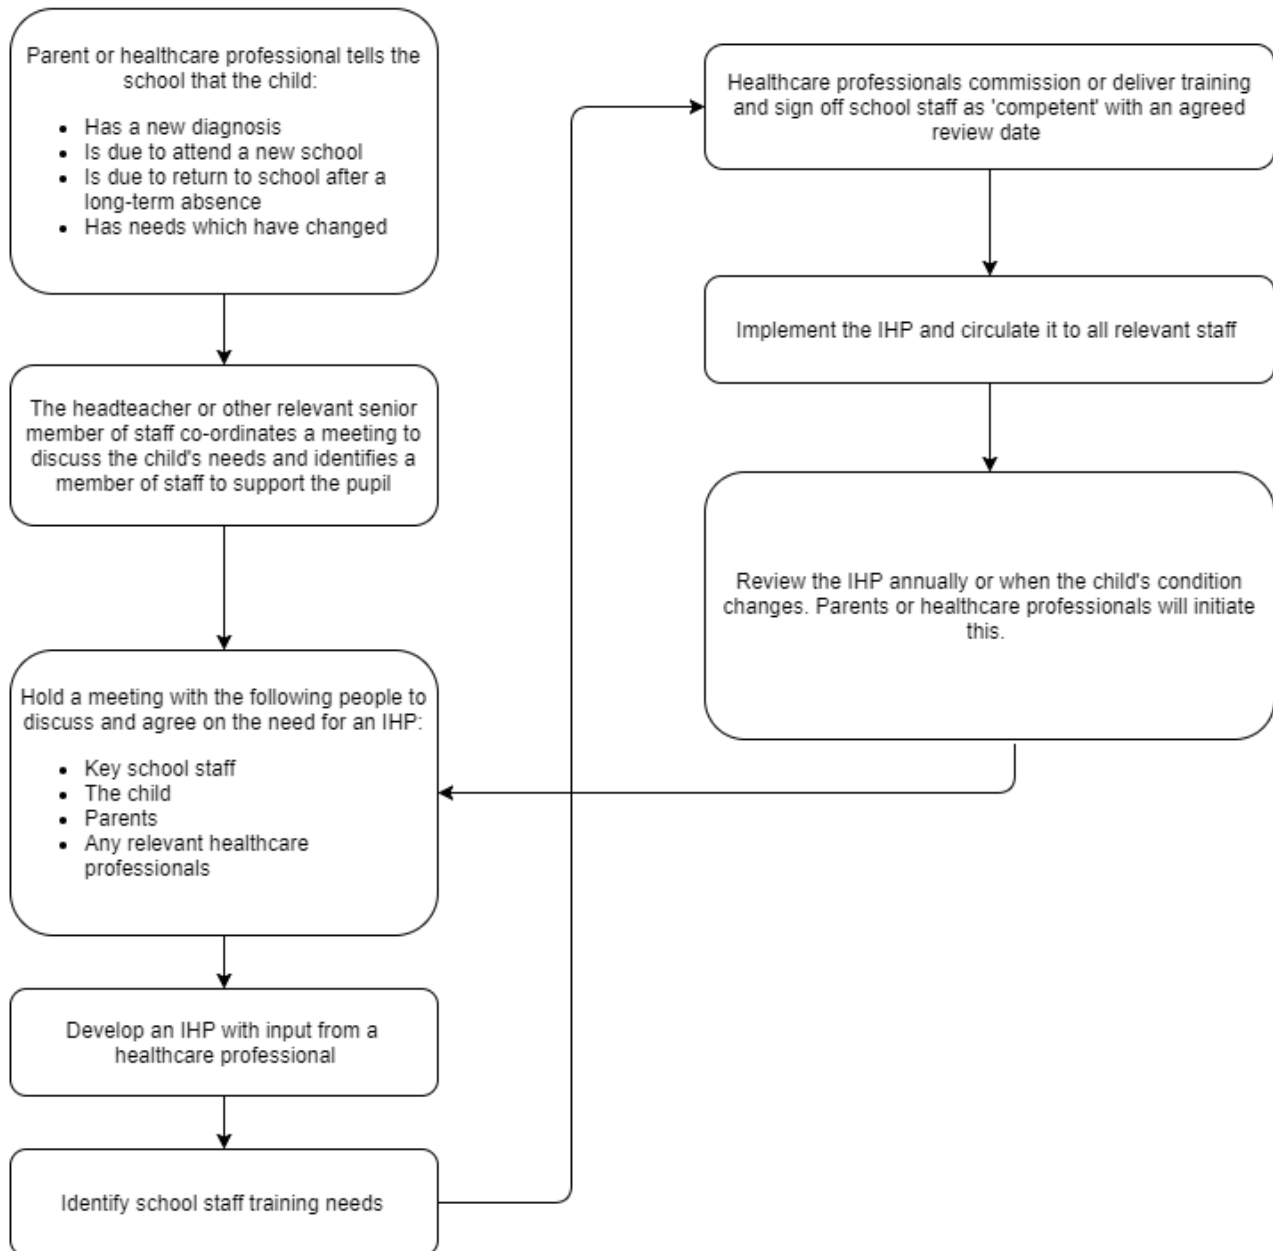 Parent or healthcare professional tells the
school that the child:
• Has a new diagnosis
• Is due to attend a new school
• Is due to return to school after a
long-term absence
• Has needs which have changed
The headteacher or other relevant senior
member of staff co-ordinates a meeting to
discuss the child's needs and identifies a
member of staff to support the pupil
Hold a meeting with the following people to
discuss and agree on the need for an IHP:
• Key school staff
• The child
• Parents
• Any relevant healthcare
professionals
Develop an IHP with input from a
healthcare professional
Identify school staff training needs
Healthcare professionals commission or deliver training
and sign off school staff as 'competent' with an agreed
review date
Implement the IHP and circulate it to all relevant staff
Review the IHP annually or when the child's condition
changes. Parents or healthcare professionals will initiate
this.